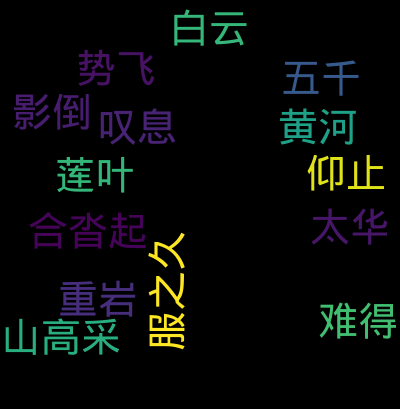 白云
势飞
五千
影倒
叹息
黄河
莲叶
仰止
合沓起
太华
服之久
重岩
难得
山高采